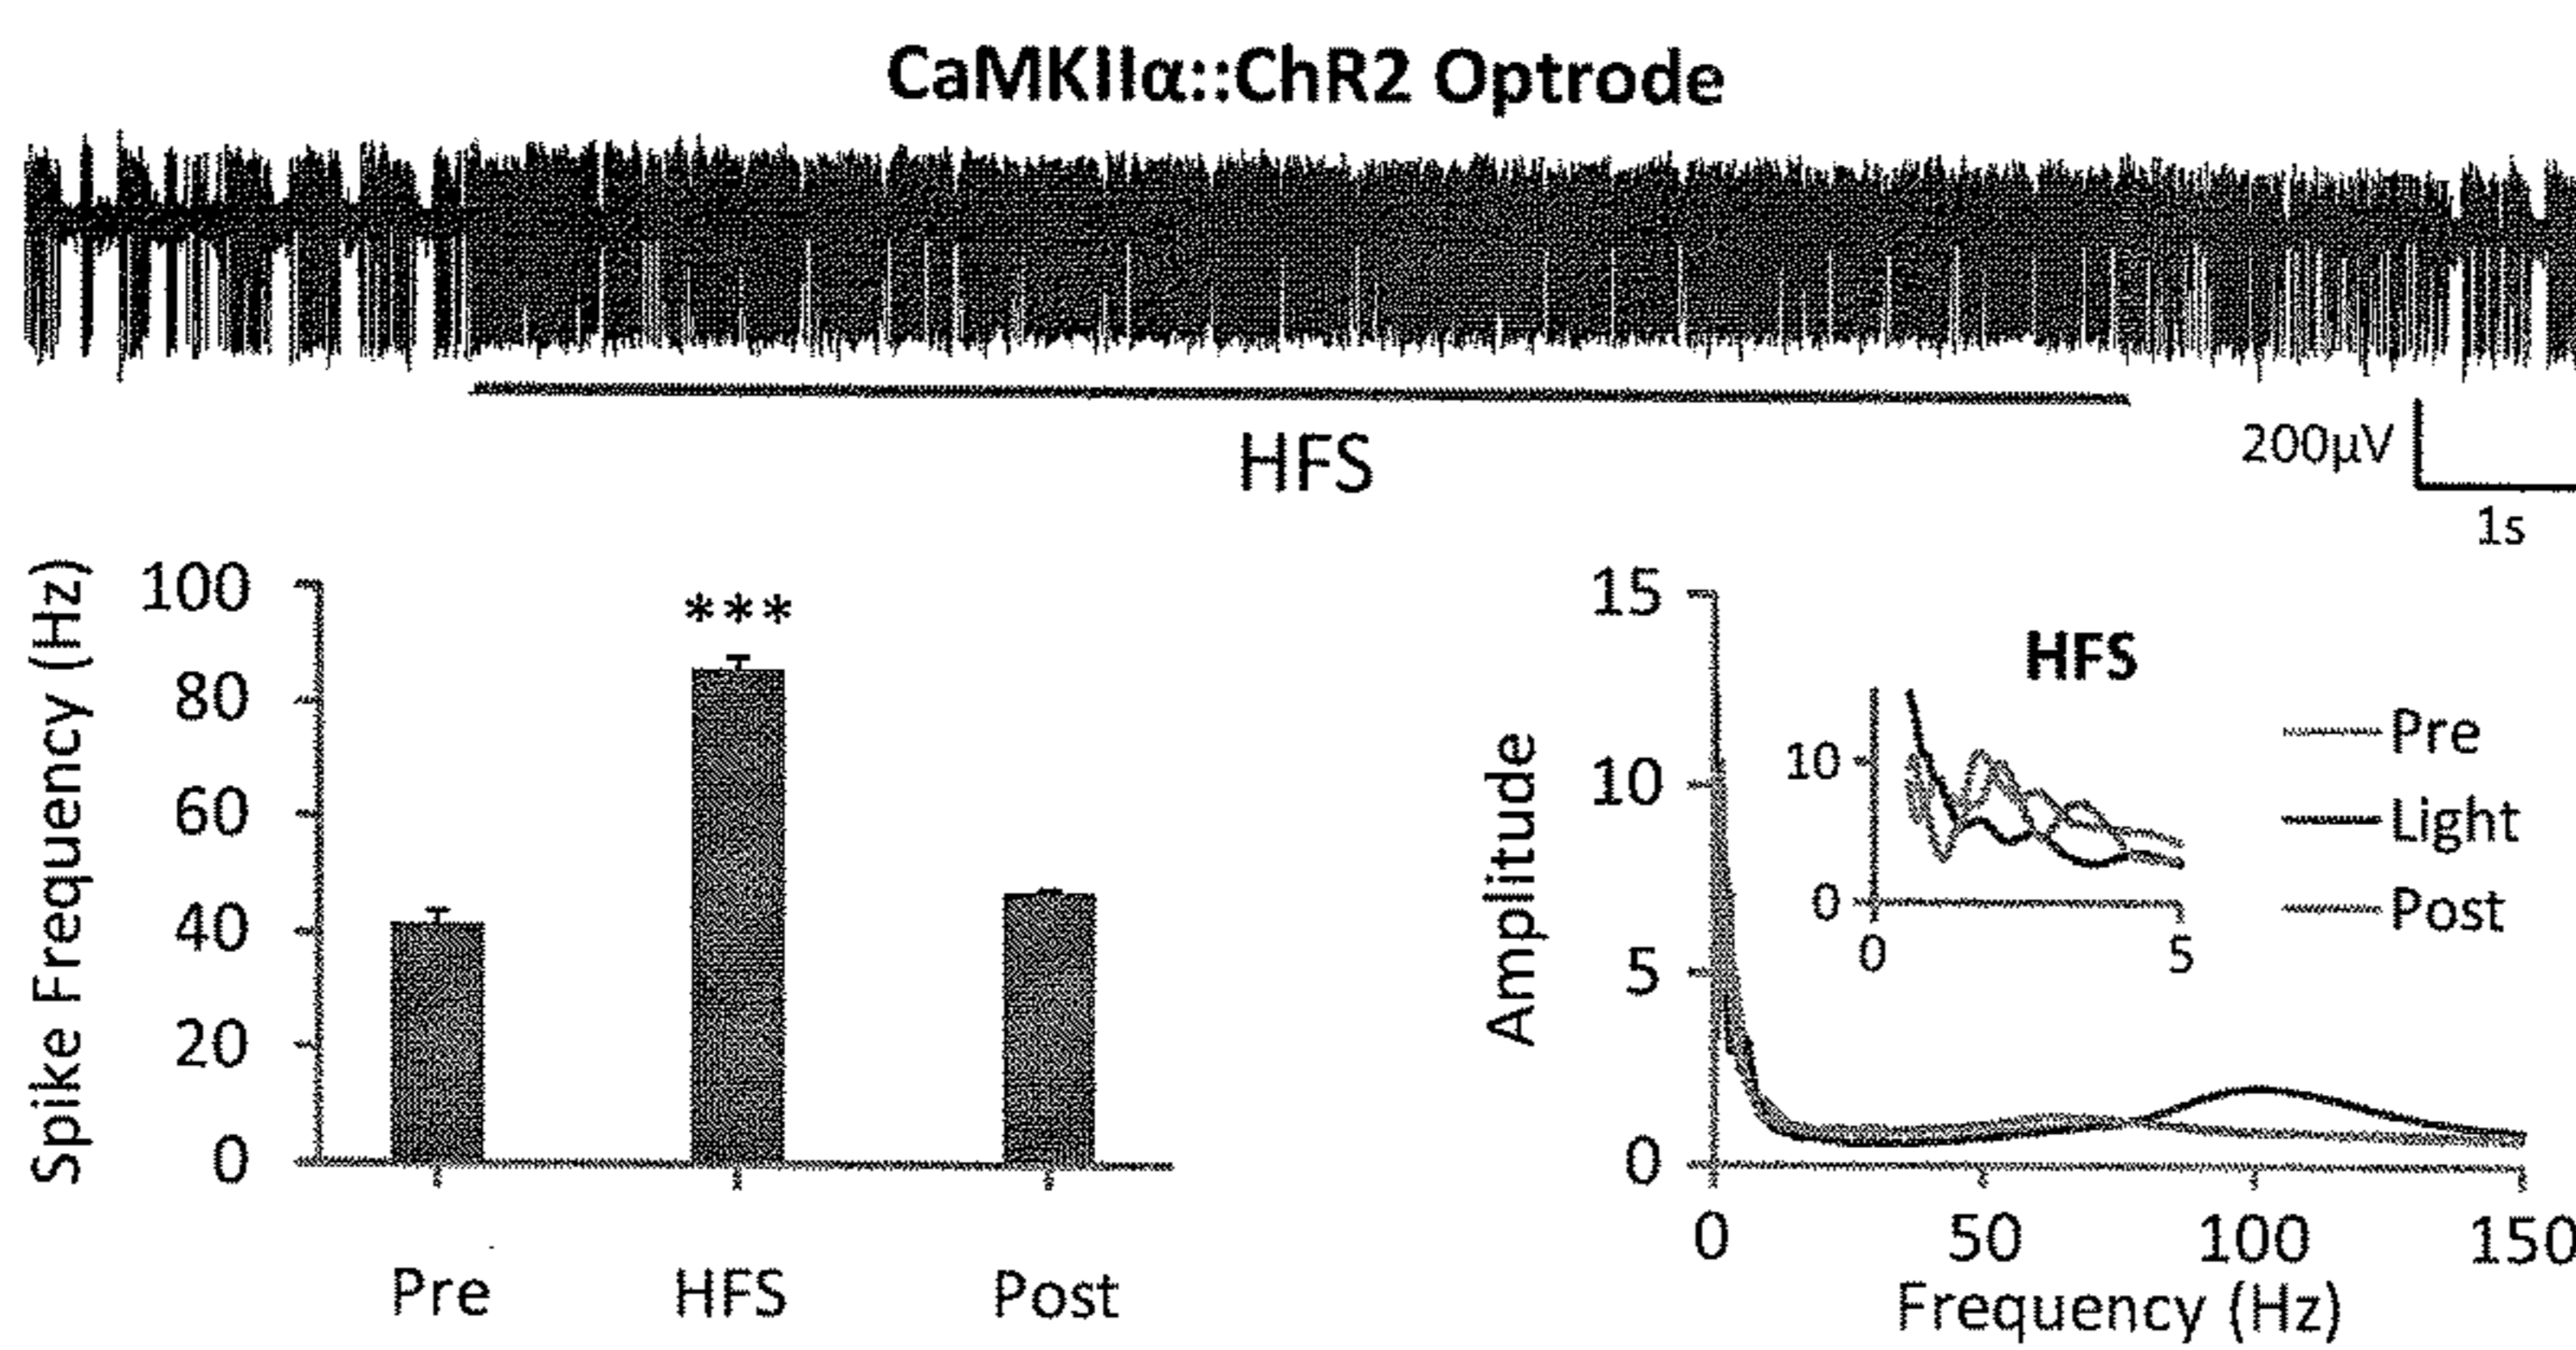 CaMKIIα::ChR2 Optrode
HFS
200μV
1s
Spike Frequency (Hz)
100
80
60
40
20
0
***
Pre
HFS
Post
Amplitude
15
10
5
0
0
50
100
150
Frequency (Hz)
HFS
10
0
0
5
Pre
Light
Post